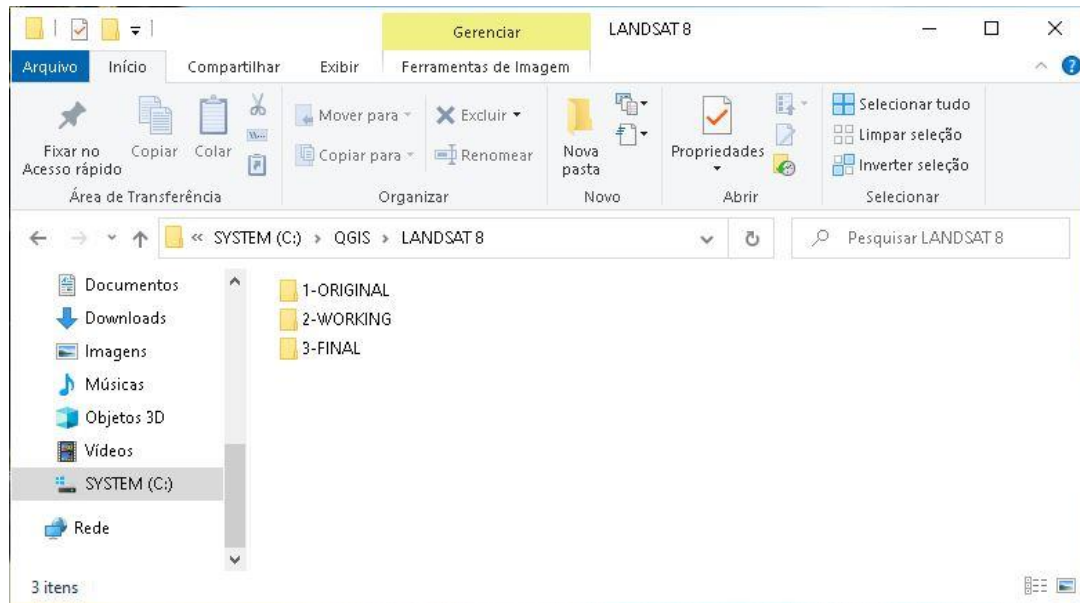 Gerenciar
LANDSAT 8
Arquivo Início Compartilhar Exibir Ferramentas de Imagem
Fixar no
Acesso rápido
Copiar
Colar
Área de Transferência
Mover para
Copiar para
Excluir
Renomear
Organizar
Nova
pasta
Novo
Propriedades
Abrir
Selecionar tudo
Limpar seleção
Inverter seleção
Selecionar
« SYSTEM (C:) › QGIS › LANDSAT 8
Pesquisar LANDSAT 8
Documentos
Downloads
Imagens
Músicas
Objetos 3D
Vídeos
SYSTEM (C:)
Rede
1-ORIGINAL
2-WORKING
3-FINAL
3 itens